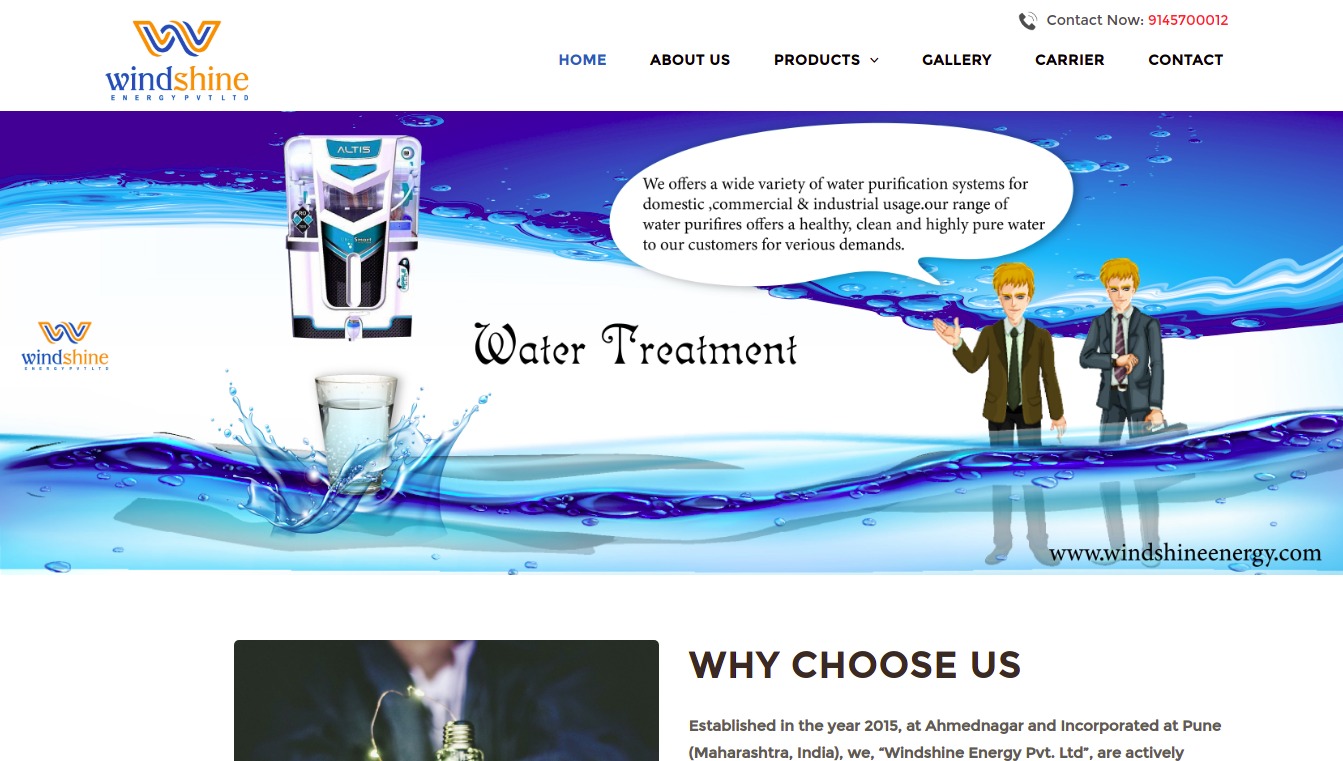 Contact Now: 9145700012
windshine
ENERGY PVT LTD
HOME ABOUT US PRODUCTS GALLERY CARRIER CONTACT
ALTIS
RO
Smart
We offers a wide variety of water purification systems for
domestic ,commercial & industrial usage.our range of
water purifires offers a healthy, clean and highly pure water
to our customers for verious demands.
windshine
ENERGY PVT LTD
Water Treatment
www.windshineenergy.com
WHY CHOOSE US
Established in the year 2015, at Ahmednagar and Incorporated at Pune
(Maharashtra, India), we, “Windshine Energy Pvt. Ltd”, are actively